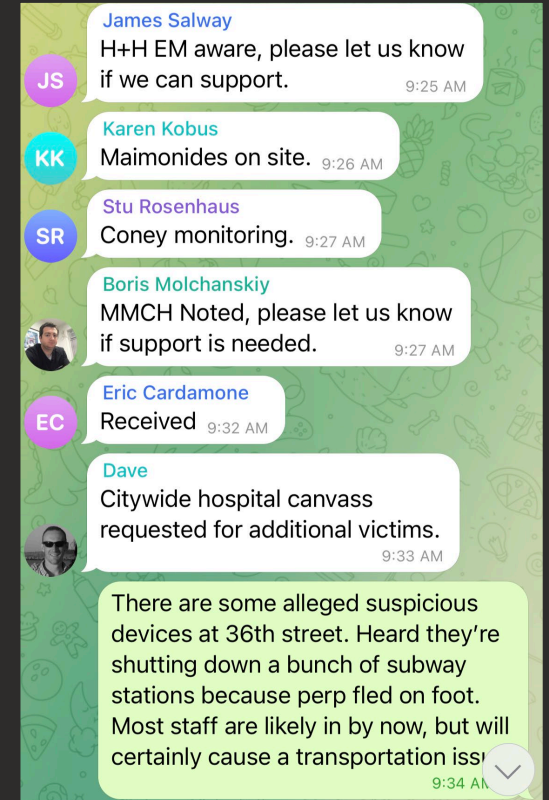 James Salway
H+H EM aware, please let us know
if we can support.
9:25 AM
JS
Karen Kobus
Maimonides on site. 9:26 AM
KK
Stu Rosenhaus
Coney monitoring. 9:27 AM
SR
Boris Molchanskiy
MMCH Noted, please let us know
if support is needed.
9:27 AM
Eric Cardamone
Received 9:32 AM
EC
Dave
Citywide hospital canvass
requested for additional victims.
9:33 AM
There are some alleged suspicious
devices at 36th street. Heard they’re
shutting down a bunch of subway
stations because perp fled on foot.
Most staff are likely in by now, but will
certainly cause a transportation
9:34